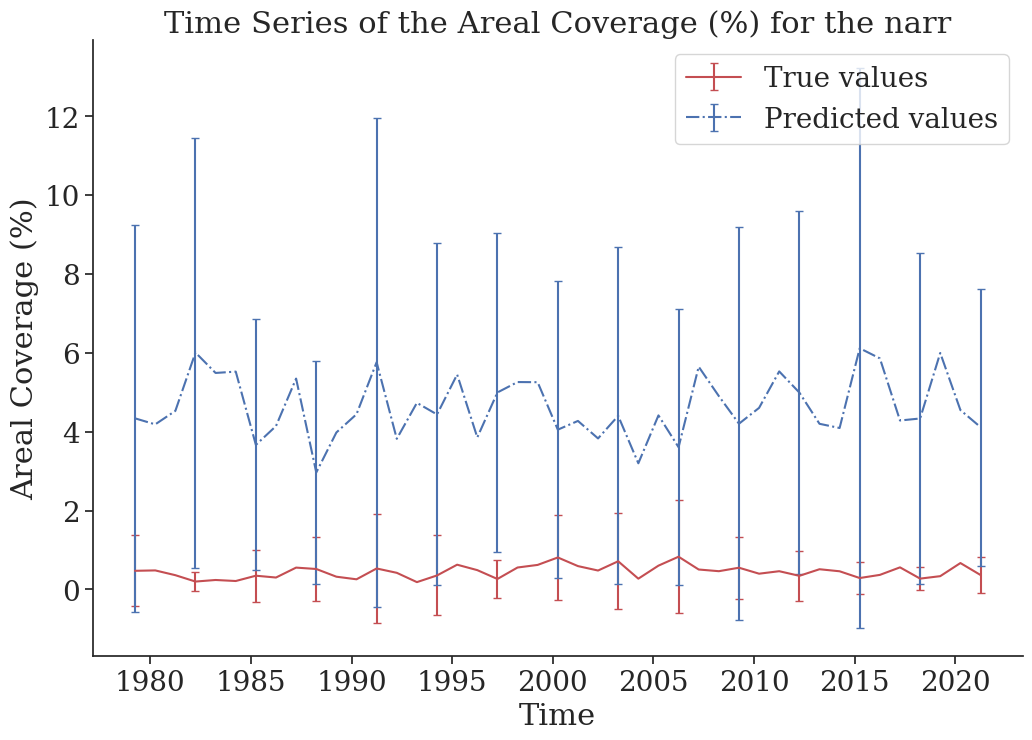 Time Series of the Areal Coverage (%) for the narr
True values
Predicted values
Areal Coverage (%)
12
10
8
6
4
2
0
1980 1985 1990 1995 2000 2005 2010 2015 2020
Time